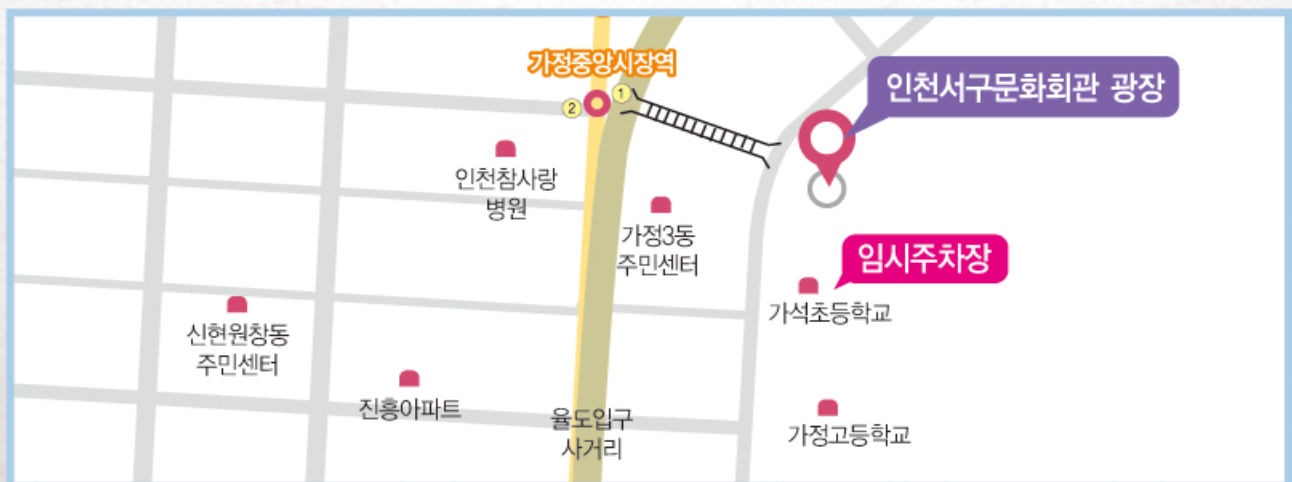 가정중앙시장역
인천서구문화회관 광장
2
1
인천참사랑
병원
가정3동
주민센터
임시주차장
가석초등학교
신현원창동
주민센터
진흥아파트
율도입구
사거리
가정고등학교